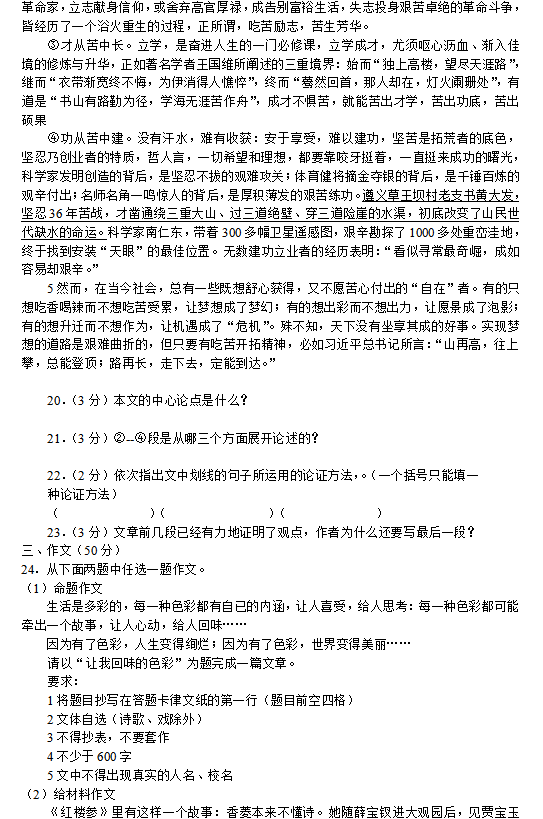 革命家，立志献身信仰，或舍弃高官厚禄，成告别富裕生活，失志投身艰苦卓绝的革命斗争，
皆经历了一个浴火重生的过程，正所谓，吃苦励志，苦生芳华。
③才从苦中长。立学，是奋进人生的一门必修课，立学成才，尤须呕心沥血、渐入佳
境的修炼与升华，正如著名学者王国维所阐述的三重境界：始而“独上高楼，望尽天涯路”，
继而“衣带渐宽终不悔，为伊消得人憔悴”，终而“蓦然回首，那人却在，灯火阑珊处”，有
道是“书山有路勤为径，学海无涯苦作舟”，成才不惧苦，就能苦出才学，苦出功底，苦出
硕果
④功从苦中建。没有汗水，难有收获：安于享受，难以建功，坚苦是拓荒者的底色，
坚忍乃创业者的特质，哲人言，一切希望和理想，都要靠咬牙挺着，一直挺来成功的曙光，
科学家发明创造的背后，是坚忍不拔的观难攻关；体育健将摘金夺银的背后，是千锤百炼的
观辛付出；名师名角一鸣惊人的背后，是厚积薄发的艰苦练功。遵义草王坝村老支书黄大发，
坚忍 36 年苦战，才凿通绕三重大山、过三道绝壁、穿三道险崖的水渠，初底改变了山民世
代缺水的命运。科学家南仁东，带着 300 多幅卫星遥感图，艰辛勘探了 1000 多处重峦洼地，
终于找到安装“天眼”的最佳位置。无数建功立业者的经历表明：“看似寻常最奇崛，成如
容易却艰辛。”
5 然而，在当今社会，总有一些既想舒心获得，又不愿苦心付出的“自在”者。有的只
想吃香喝辣而不想吃苦受累，让梦想成了梦幻；有的想出彩而不想出力，让愿景成了泡影；
有的想升迁而不想作为，让机遇成了“危机”。殊不知，天下没有坐享其成的好事。实现梦
想的道路是艰难曲折的，但只要有吃苦开拓精神，必如习近平总书记所言：“山再高，往上
攀，总能登顶；路再长，走下去，定能到达。”
20．（3 分）本文的中心论点是什么？
21．（3 分）②--④段是从哪三个方面展开论述的？
22．（2 分）依次指出文中划线的句子所运用的论证方法，。（一个括号只能填一
种论证方法）
（　　　　　　）（　　　　　　　）（　　　　　　）
23．（3 分）文章前几段已经有力地证明了观点，作者为什么还要写最后一段？
三、作文（50 分）
24．从下面两题中任选一题作文。
（1）命题作文
生活是多彩的，每一种色彩都有自己的内涵，让人喜受，给人思考：每一种色彩都可能
牵出一个故事，让人心动，给人回味……
因为有了色彩，人生变得绚烂；因为有了色彩，世界变得美丽……
请以“让我回味的色彩”为题完成一篇文章。
要求：
1 将题目抄写在答题卡律文纸的第一行（题目前空四格）
2 文体自选（诗歌、戏除外）
3 不得抄表，不要套作
4 不少于 600 字
5 文中不得出现真实的人名、校名
（2）给材料作文
《红楼参》里有这样一个故事：香菱本来不懂诗。她随薛宝钗进大观园后，见贾宝玉